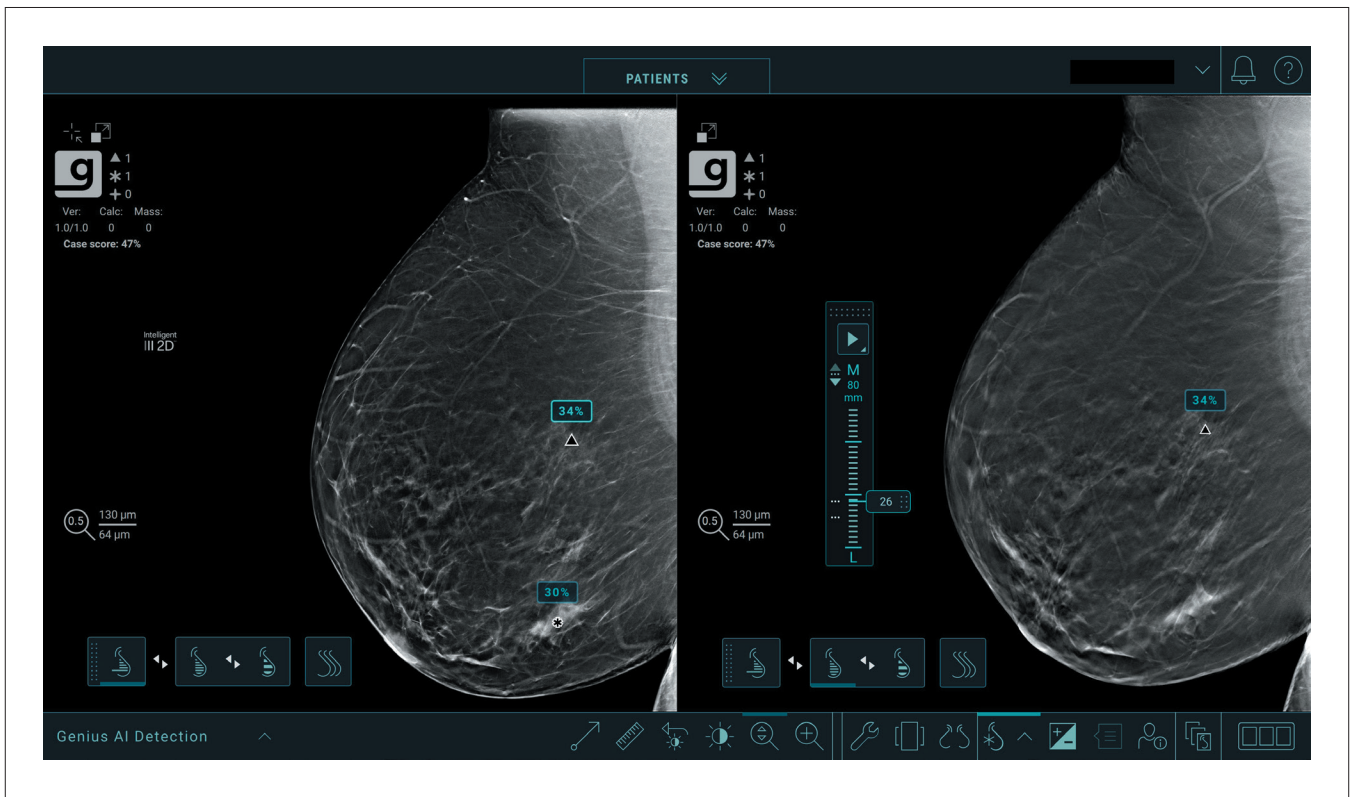 PATIENTS
?
g
1
1
0
Ver: Calc: Mass:
1.0/1.0 0 0
Case score: 47%
Intelligent
2D
34%
0.5
130 μm
64 μm
30%
g
1
1
0
Ver: Calc: Mass:
1.0/1.0 0 0
Case score: 47%
M
80
mm
34%
26
L
0.5
130 μm
64 μm
Genius AI Detection